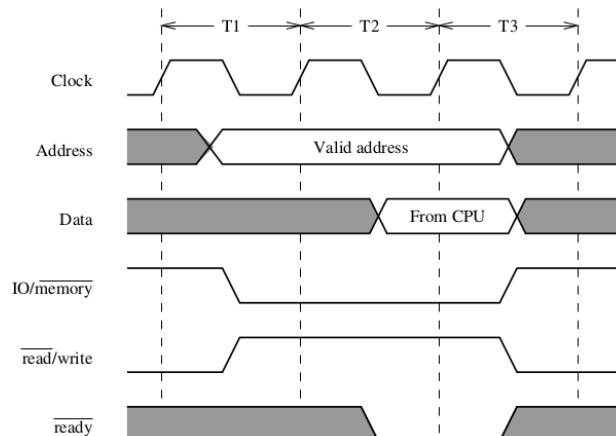 T1 T2 T3
Clock
Address Valid address
Data From CPU
IO/memory
read/write
ready